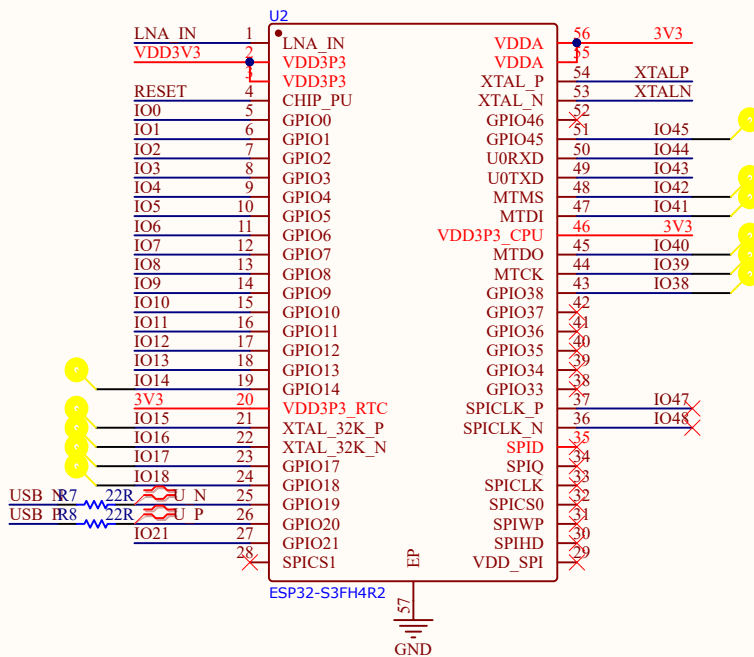 U2
LNA_IN 1 LNA_IN VDDA 56 3V3
VDD3V3 2 VDD3P3 VDDA 55
3 VDD3P3 XTAL_P 54 XTALP
RESET 4 CHIP_PU XTAL_N 53 XTALN
IO0 5 GPIO0 GPIO46 52
IO1 6 GPIO1 GPIO45 51 IO45
IO2 7 GPIO2 U0RXD 50 IO44
IO3 8 GPIO3 U0TXD 49 IO43
IO4 9 GPIO4 MTMS 48 IO42
IO5 10 GPIO5 MTDI 47 IO41
IO6 11 GPIO6 VDD3P3_CPU 46 3V3
IO7 12 GPIO7 MTDO 45 IO40
IO8 13 GPIO8 MTCK 44 IO39
IO9 14 GPIO9 GPIO38 43 IO38
IO10 15 GPIO10 GPIO37 42
IO11 16 GPIO11 GPIO36 41
IO12 17 GPIO12 GPIO35 40
IO13 18 GPIO13 GPIO34 39
IO14 19 GPIO14 GPIO33 38
3V3 20 VDD3P3_RTC SPICLK_P 37 IO47
IO15 21 XTAL_32K_P SPICLK_N 36 IO48
IO16 22 XTAL_32K_N SPID 35
IO17 23 GPIO17 SPIQ 34
IO18 24 GPIO18 SPICLK 33
USB_N R7 22R U_N 25 GPIO19 SPICS0 32
USB_P R8 22R U_P 26 GPIO20 SPIWP 31
IO21 27 GPIO21 SPIHD 30
28 SPICS1 EP VDD_SPI 29
ESP32-S3FH4R2
57
GND